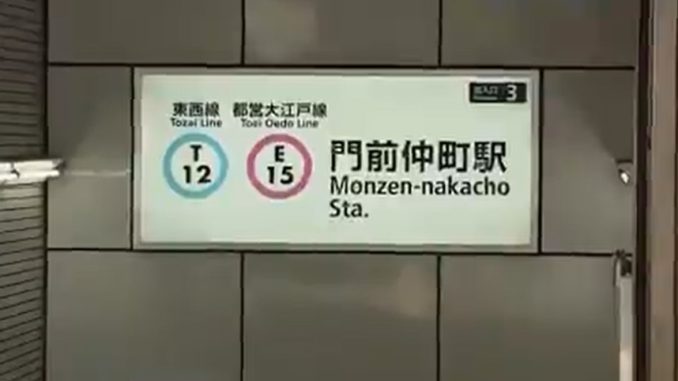 出入口 3
東西線 都営大江戸線
Tozai Line Toei Oedo Line
T 12
E 15
門前仲町駅
Monzen-nakacho
Sta.